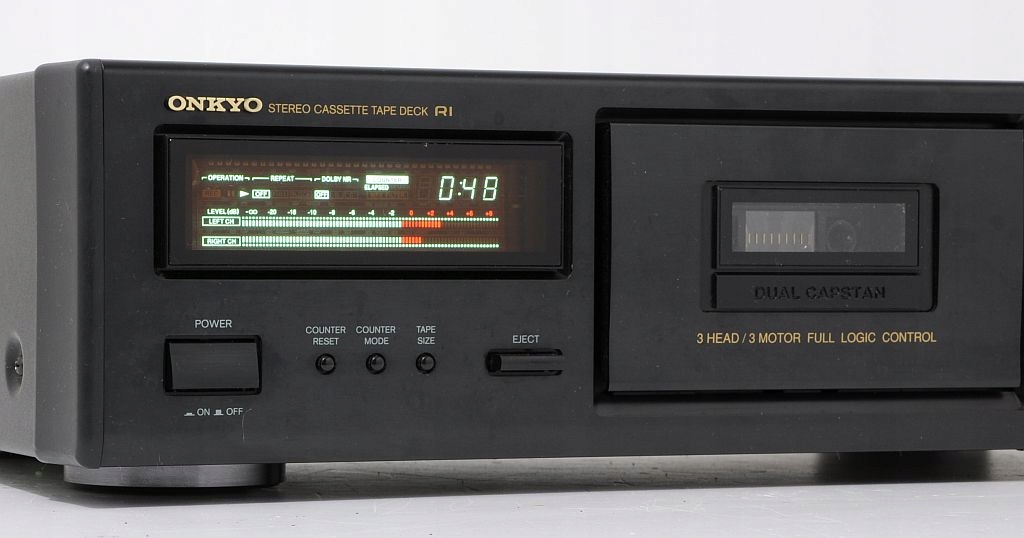 ONKYO STEREO CASSETTE TAPE DECK RI
OPERATION REPEAT DOLBY NR COUNTER
ELAPSED
OFF OFF
0:48
LEVEL(dB) -∞ -20 -16 -10 -8 -6 -4 -2 0 +2 +4 +6 +8
LEFT CH
RIGHT CH
DUAL CAPSTAN
3 HEAD / 3 MOTOR FULL LOGIC CONTROL
POWER
COUNTER RESET
COUNTER MODE
TAPE SIZE
EJECT
ON OFF